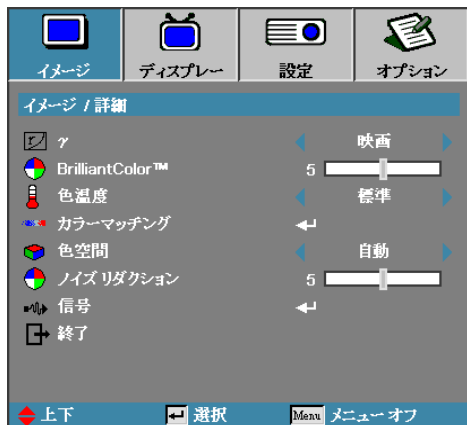 イメージ ディスプレー 設定 オプション
イメージ / 詳細
γ 映画
BrilliantColor™ 5
色温度 標準
カラーマッチング
色空間 自動
ノイズ リダクション 5
信号
終了
上下 選択 Menu メニュー オフ